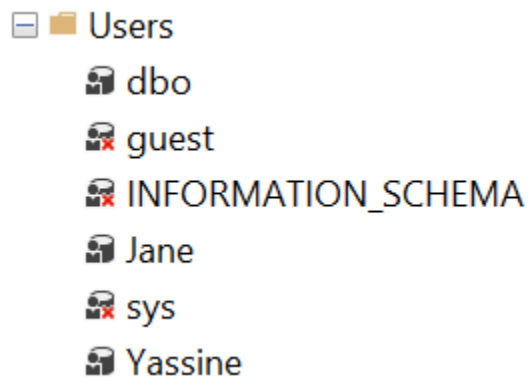 Users
dbo
guest
INFORMATION_SCHEMA
Jane
sys
Yassine